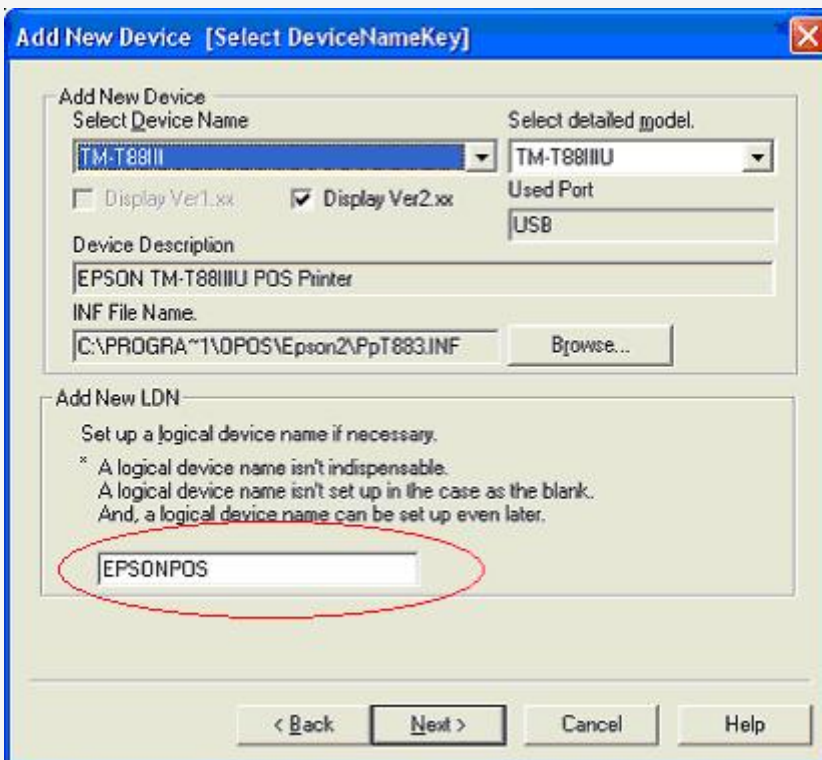 Add New Device [Select DeviceNameKey]
Add New Device
Select Device Name
Select detailed model.
TM-T88III
TM-T88IIIU
Display Ver1.xx
Display Ver2.xx
Used Port
USB
Device Description
EPSON TM-T88IIIU POS Printer
INF File Name.
C:\PROGRA~1\OPOS\Epson2\PpT883.INF
Browse...
Add New LDN
Set up a logical device name if necessary.
* A logical device name isn't indispensable.
A logical device name isn't set up in the case as the blank.
And, a logical device name can be set up even later.
EPSONPOS
< Back
Next >
Cancel
Help